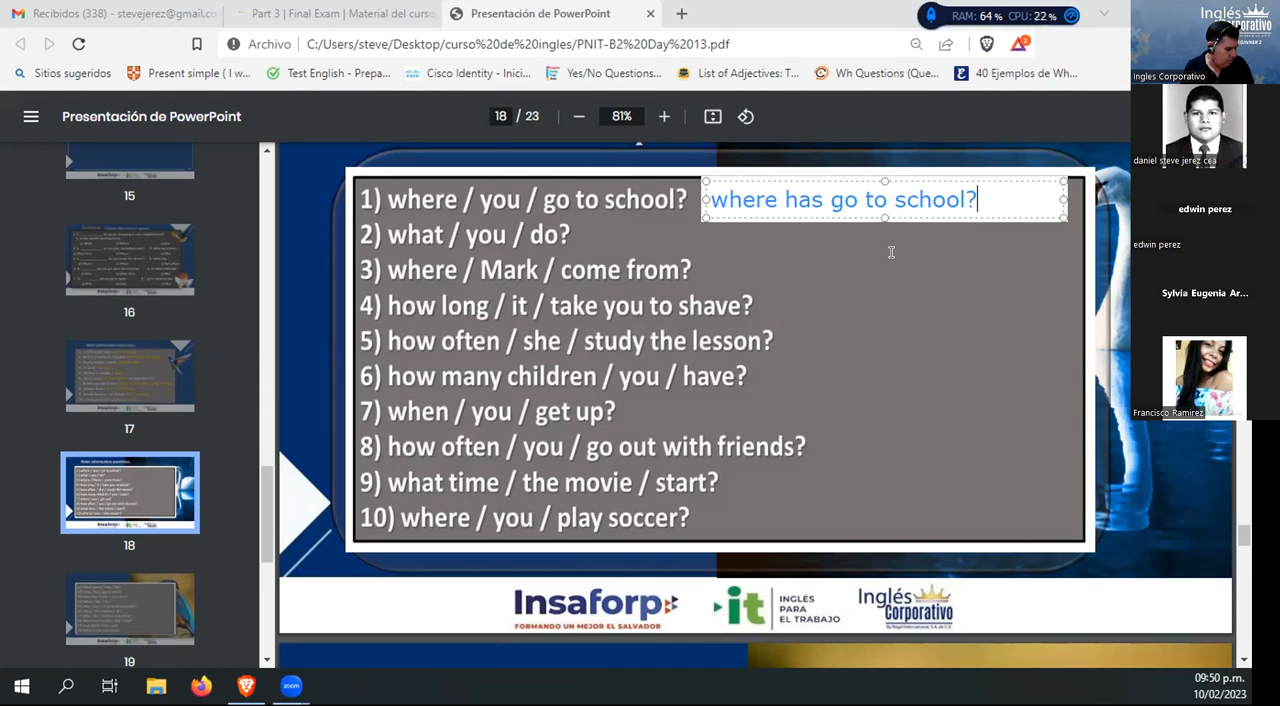 Recibidos (338) - stevejerez@gmail.co
Part3 | Final Exam: Material del curso
Presentación de PowerPoint
RAM: 64 % CPU: 22 %
Archivo
C:/Users/steve/Desktop/curso%20de%20ingles/PNIT-B2%20Day%2013.pdf
2
Sitios sugeridos
Present simple ( I w...
Test English - Prepa...
Cisco Identity - Inici...
Yes/No Questions...
List of Adjectives: T...
Wh Questions (Que...
40 Ejemplos de Wh...
Presentación de PowerPoint
18 / 23
81%
15
16
17
18
19
1) where / you / go to school?
where has go to school?
2) what / you / do?
3) where / Mark / come from?
4) how long / it / take you to shave?
5) how often / she / study the lesson?
6) how many children / you / have?
7) when / you / get up?
8) how often / you / go out with friends?
9) what time / the movie / start?
10) where / you / play soccer?
Insaforp
FORMANDO UN MEJOR EL SALVADOR
it
INGLÉS
PARA
EL TRABAJO
Inglés
Corporativo
Inglés
Corporativo
Ingles Corporativo
daniel steve jerez cea
edwin perez
edwin perez
Sylvia Eugenia Ar...
Francisco Ramirez
zoom
09:50 p.m.
10/02/2023